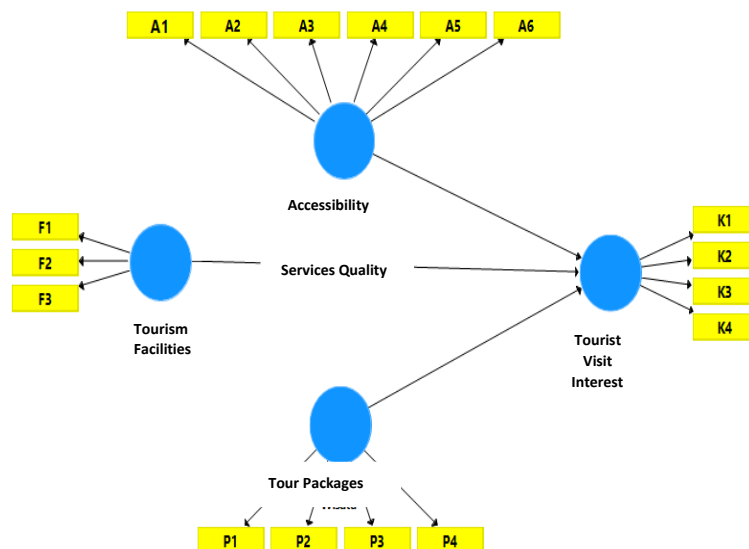 A1 A2 A3 A4 A5 A6
Accessibility
F1
F2
F3
Services Quality
Tourism
Facilities
K1
K2
K3
K4
Tourist
Visit
Interest
Tour Packages
P1 P2 P3 P4